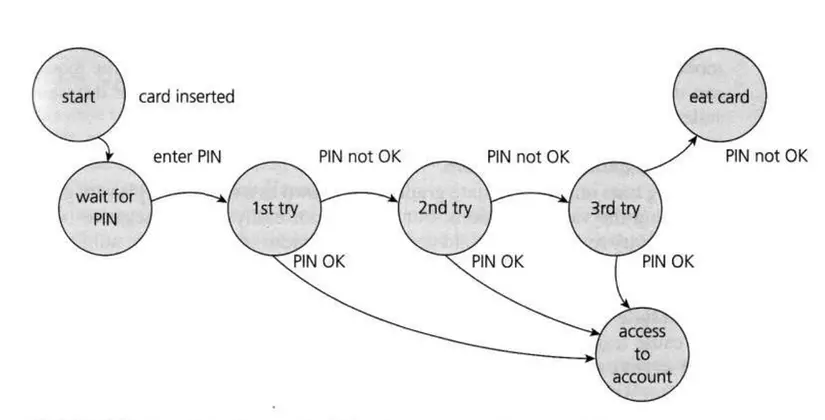 start
card inserted
eat card
enter PIN
PIN not OK
PIN not OK
PIN not OK
wait for
PIN
1st try
2nd try
3rd try
PIN OK
PIN OK
PIN OK
access
to
account